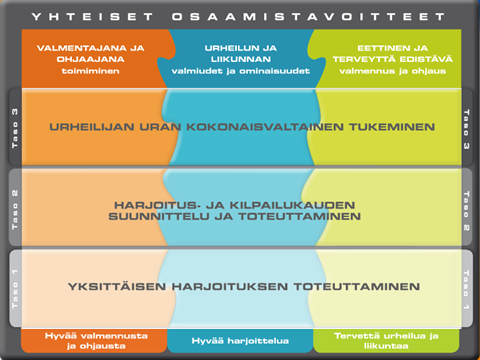 YHTEISET OSAAMISTAVOITTEET
VALMENTAJANA JA
OHJAAJANA
toimiminen
URHEILUN JA
LIIKUNNAN
valmiudet ja ominaisuudet
EETTINEN JA
TERVEYTTÄ EDISTÄVÄ
valmennus ja ohjaus
Taso 3
URHEILIJAN URAN KOKONAISVALTAINEN TUKEMINEN
Taso 3
Taso 2
HARJOITUS- JA KILPAILUKAUDEN
SUUNNITTELU JA TOTEUTTAMINEN
Taso 2
Taso 1
YKSITTÄISEN HARJOITUKSEN TOTEUTTAMINEN
Taso 1
Hyvää valmennusta
ja ohjausta
Hyvää harjoittelua
Tervettä urheilua ja
liikuntaa